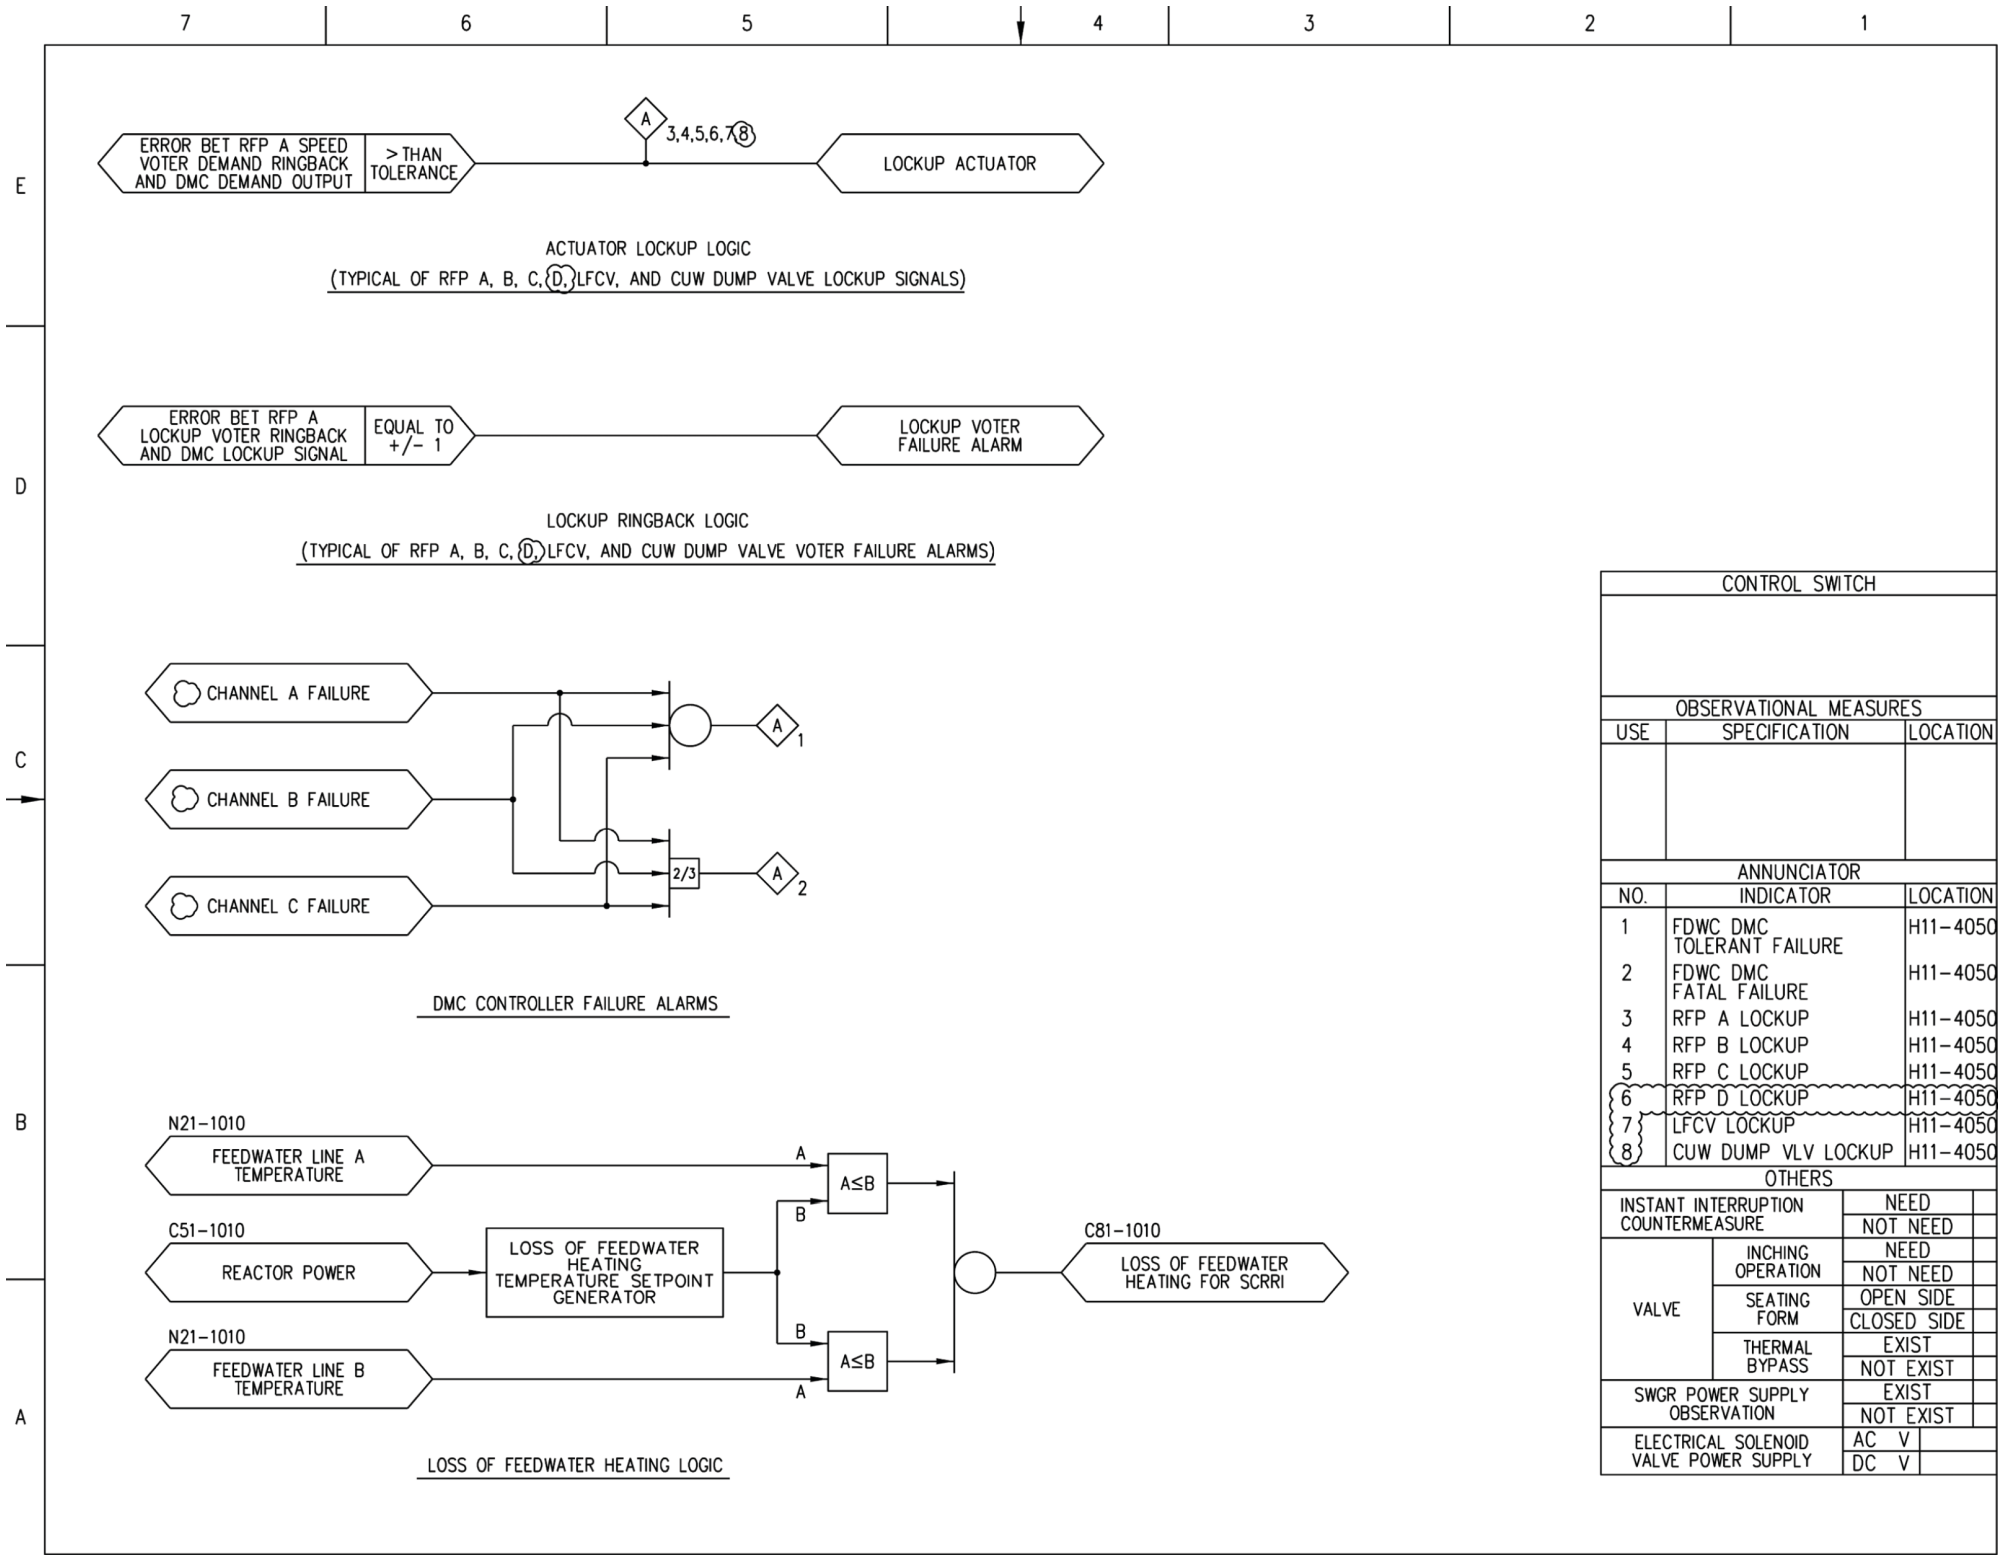 7 6 5 4 3 2 1
E
ERROR BET RFP A SPEED
VOTER DEMAND RINGBACK
AND DMC DEMAND OUTPUT
>THAN
TOLERANCE
A
3,4,5,6,7,8
LOCKUP ACTUATOR
ACTUATOR LOCKUP LOGIC
(TYPICAL OF RFP A, B, C, D, LFCV, AND CUW DUMP VALVE LOCKUP SIGNALS)
D
ERROR BET RFP A
LOCKUP VOTER RINGBACK
AND DMC LOCKUP SIGNAL
EQUAL TO
+/- 1
LOCKUP VOTER
FAILURE ALARM
LOCKUP RINGBACK LOGIC
(TYPICAL OF RFP A, B, C, D, LFCV, AND CUW DUMP VALVE VOTER FAILURE ALARMS)
C
CHANNEL A FAILURE
CHANNEL B FAILURE
CHANNEL C FAILURE
A
1
2/3
A
2
DMC CONTROLLER FAILURE ALARMS
B
N21-1010
FEEDWATER LINE A
TEMPERATURE
C51-1010
REACTOR POWER
N21-1010
FEEDWATER LINE B
TEMPERATURE
LOSS OF FEEDWATER
HEATING
TEMPERATURE SETPOINT
GENERATOR
A
A≤B
B
B
A≤B
A
C81-1010
LOSS OF FEEDWATER
HEATING FOR SCRRI
A
LOSS OF FEEDWATER HEATING LOGIC
CONTROL SWITCH
OBSERVATIONAL MEASURES
USE SPECIFICATION LOCATION
ANNUNCIATOR
NO. INDICATOR LOCATION
1 FDWC DMC H11-4050
TOLERANT FAILURE
2 FDWC DMC H11-4050
FATAL FAILURE
3 RFP A LOCKUP H11-4050
4 RFP B LOCKUP H11-4050
5 RFP C LOCKUP H11-4050
6 RFP D LOCKUP H11-4050
7 LFCV LOCKUP H11-4050
8 CUW DUMP VLV LOCKUP H11-4050
OTHERS
INSTANT INTERRUPTION
COUNTERMEASURE
NEED
NOT NEED
VALVE
INCHING
OPERATION
NEED
NOT NEED
SEATING
FORM
OPEN SIDE
CLOSED SIDE
THERMAL
BYPASS
EXIST
NOT EXIST
SWGR POWER SUPPLY
OBSERVATION
EXIST
NOT EXIST
ELECTRICAL SOLENOID
VALVE POWER SUPPLY
AC V
DC V